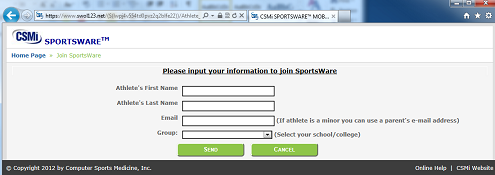 https://www.swol123.net/
CSMi SPORTSWARE™ MOB...
CSMi SPORTSWARE™
Home Page » Join SportsWare
Please input your information to join SportsWare
Athlete's First Name
Athlete's Last Name
Email (If athlete is a minor you can use a parent's e-mail address)
Group: (Select your school/college)
SEND CANCEL
© Copyright 2012 by Computer Sports Medicine, Inc. Online Help | CSMi Website